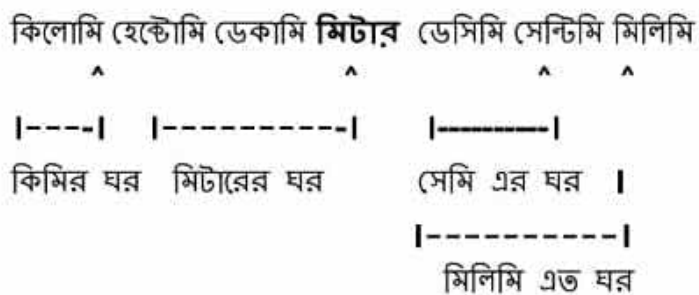 কিলোমি হেক্টোমি ডেকামি মিটার ডেসিমি সেন্টিমি মিলিমি
^ ^ ^ ^
|----| |-----------| |----------|
কিমির ঘর মিটারের ঘর সেমি এর ঘর |
|-----------|
মিলিমি এত ঘর